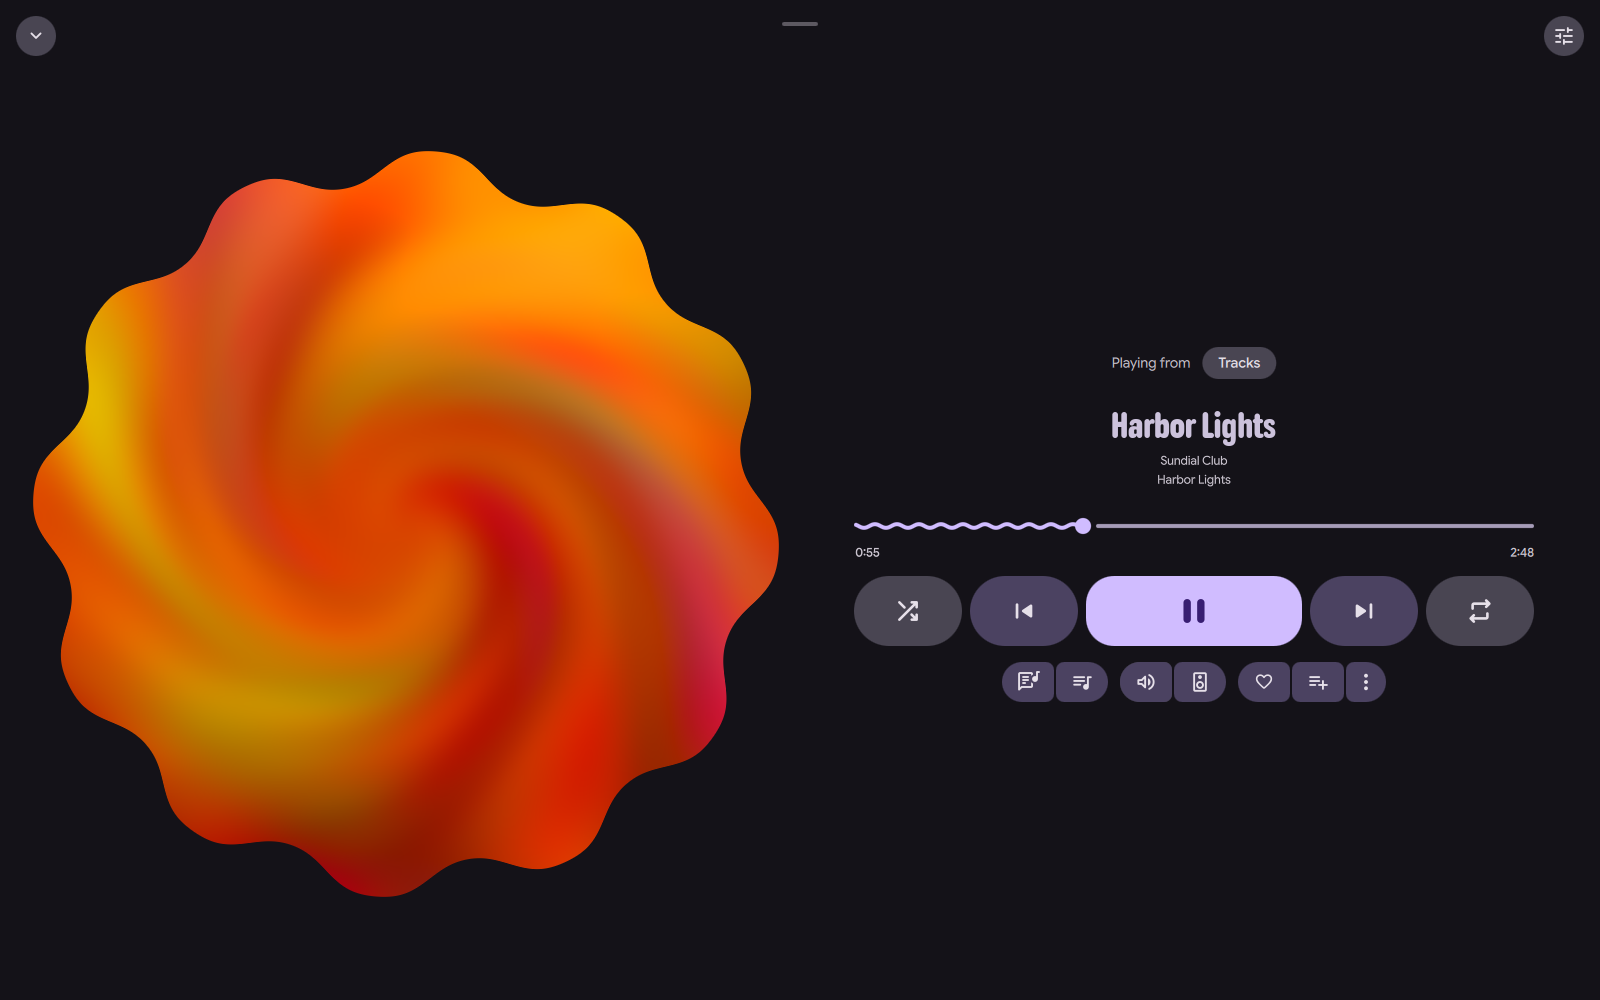 Playing from Tracks
Harbor Lights
Sundial Club
Harbor Lights
0:55 2:48